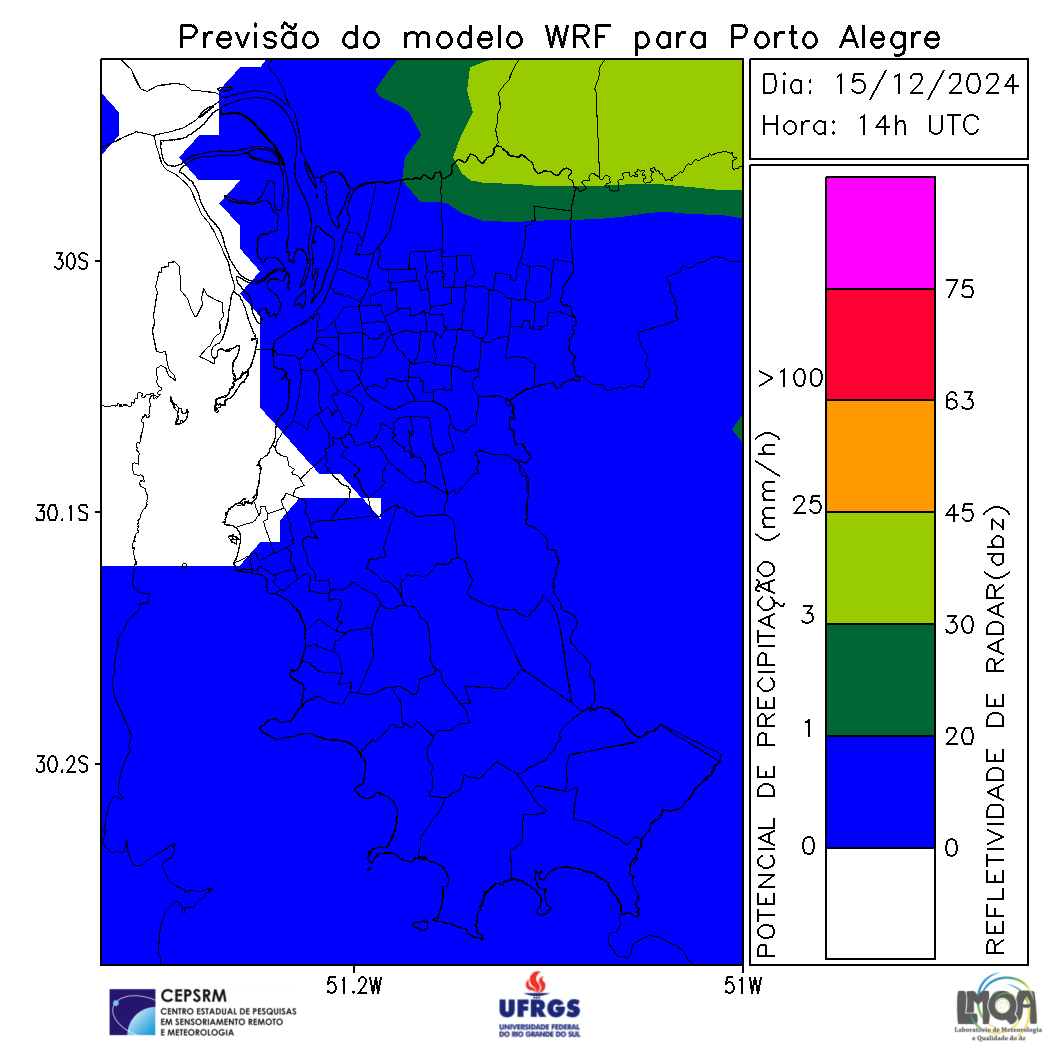 Previsão do modelo WRF para Porto Alegre
Dia: 15/12/2024
Hora: 14h UTC
30S
30.1S
30.2S
51.2W
51W
POTENCIAL DE PRECIPITAÇÃO (mm/h)
>100
25
3
1
0
75
63
45
30
20
0
REFLETIVIDADE DE RADAR(dbz)
CEPSRM
CENTRO ESTADUAL DE PESQUISAS
EM SENSORIAMENTO REMOTO
E METEOROLOGIA
UFRGS
UNIVERSIDADE FEDERAL
DO RIO GRANDE DO SUL
LMQA
Laboratório de Meteorologia
e Qualidade do Ar